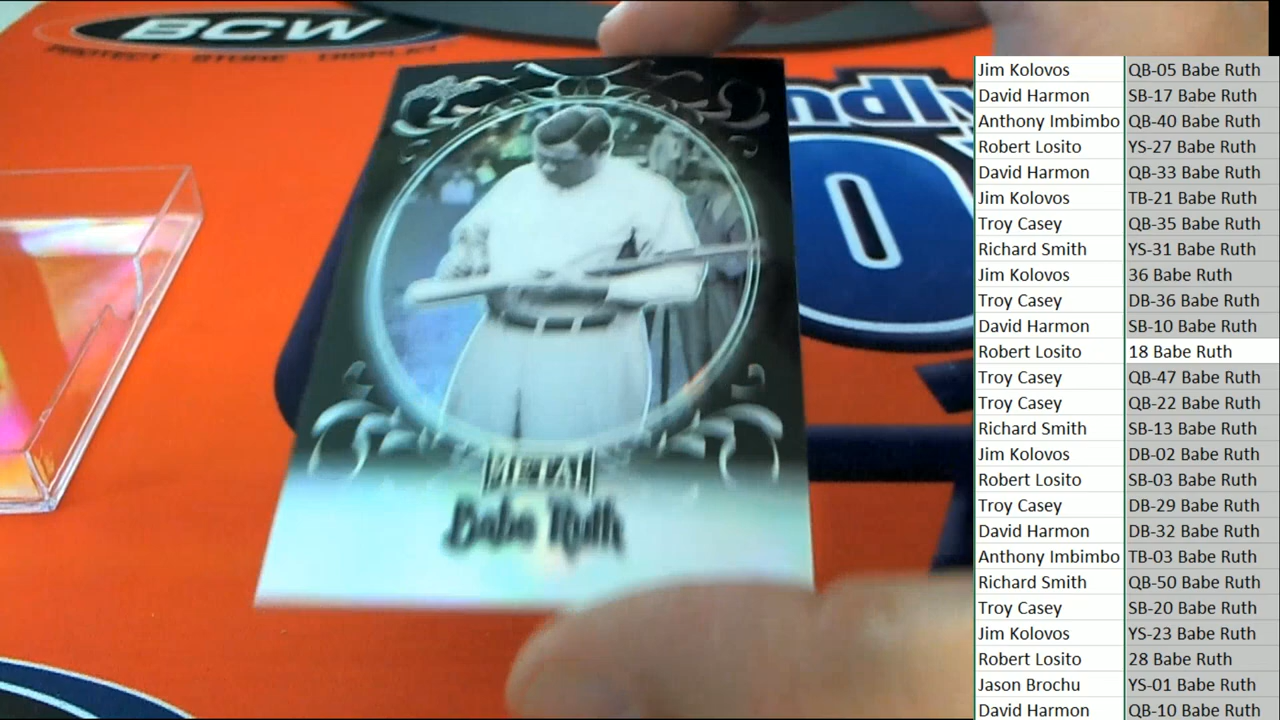 BCW
PROTECT · STORE · DISPLAY
ndly
METAL
Babe Ruth
Jim Kolovos QB-05 Babe Ruth
David Harmon SB-17 Babe Ruth
Anthony Imbimbo QB-40 Babe Ruth
Robert Losito YS-27 Babe Ruth
David Harmon QB-33 Babe Ruth
Jim Kolovos TB-21 Babe Ruth
Troy Casey QB-35 Babe Ruth
Richard Smith YS-31 Babe Ruth
Jim Kolovos 36 Babe Ruth
Troy Casey DB-36 Babe Ruth
David Harmon SB-10 Babe Ruth
Robert Losito 18 Babe Ruth
Troy Casey QB-47 Babe Ruth
Troy Casey QB-22 Babe Ruth
Richard Smith SB-13 Babe Ruth
Jim Kolovos DB-02 Babe Ruth
Robert Losito SB-03 Babe Ruth
Troy Casey DB-29 Babe Ruth
David Harmon DB-32 Babe Ruth
Anthony Imbimbo TB-03 Babe Ruth
Richard Smith QB-50 Babe Ruth
Troy Casey SB-20 Babe Ruth
Jim Kolovos YS-23 Babe Ruth
Robert Losito 28 Babe Ruth
Jason Brochu YS-01 Babe Ruth
David Harmon QB-10 Babe Ruth